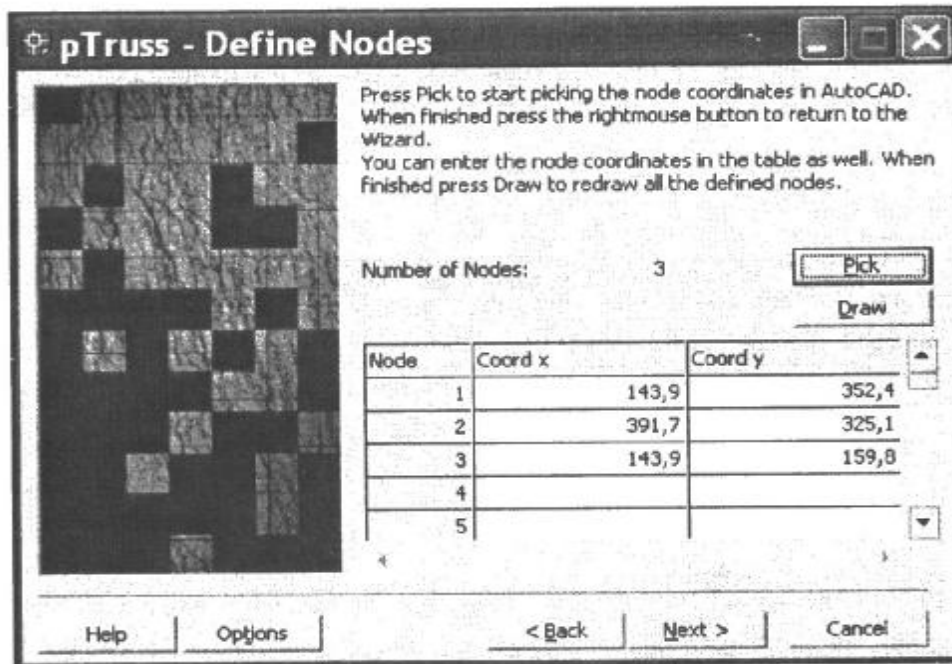 pTruss - Define Nodes
Press Pick to start picking the node coordinates in AutoCAD.
When finished press the rightmouse button to return to the
Wizard.
You can enter the node coordinates in the table as well. When
finished press Draw to redraw all the defined nodes.
Number of Nodes: 3 Pick
Draw
Node Coord x Coord y
1 143,9 352,4
2 391,7 325,1
3 143,9 159,8
4
5
Help Options < Back Next > Cancel